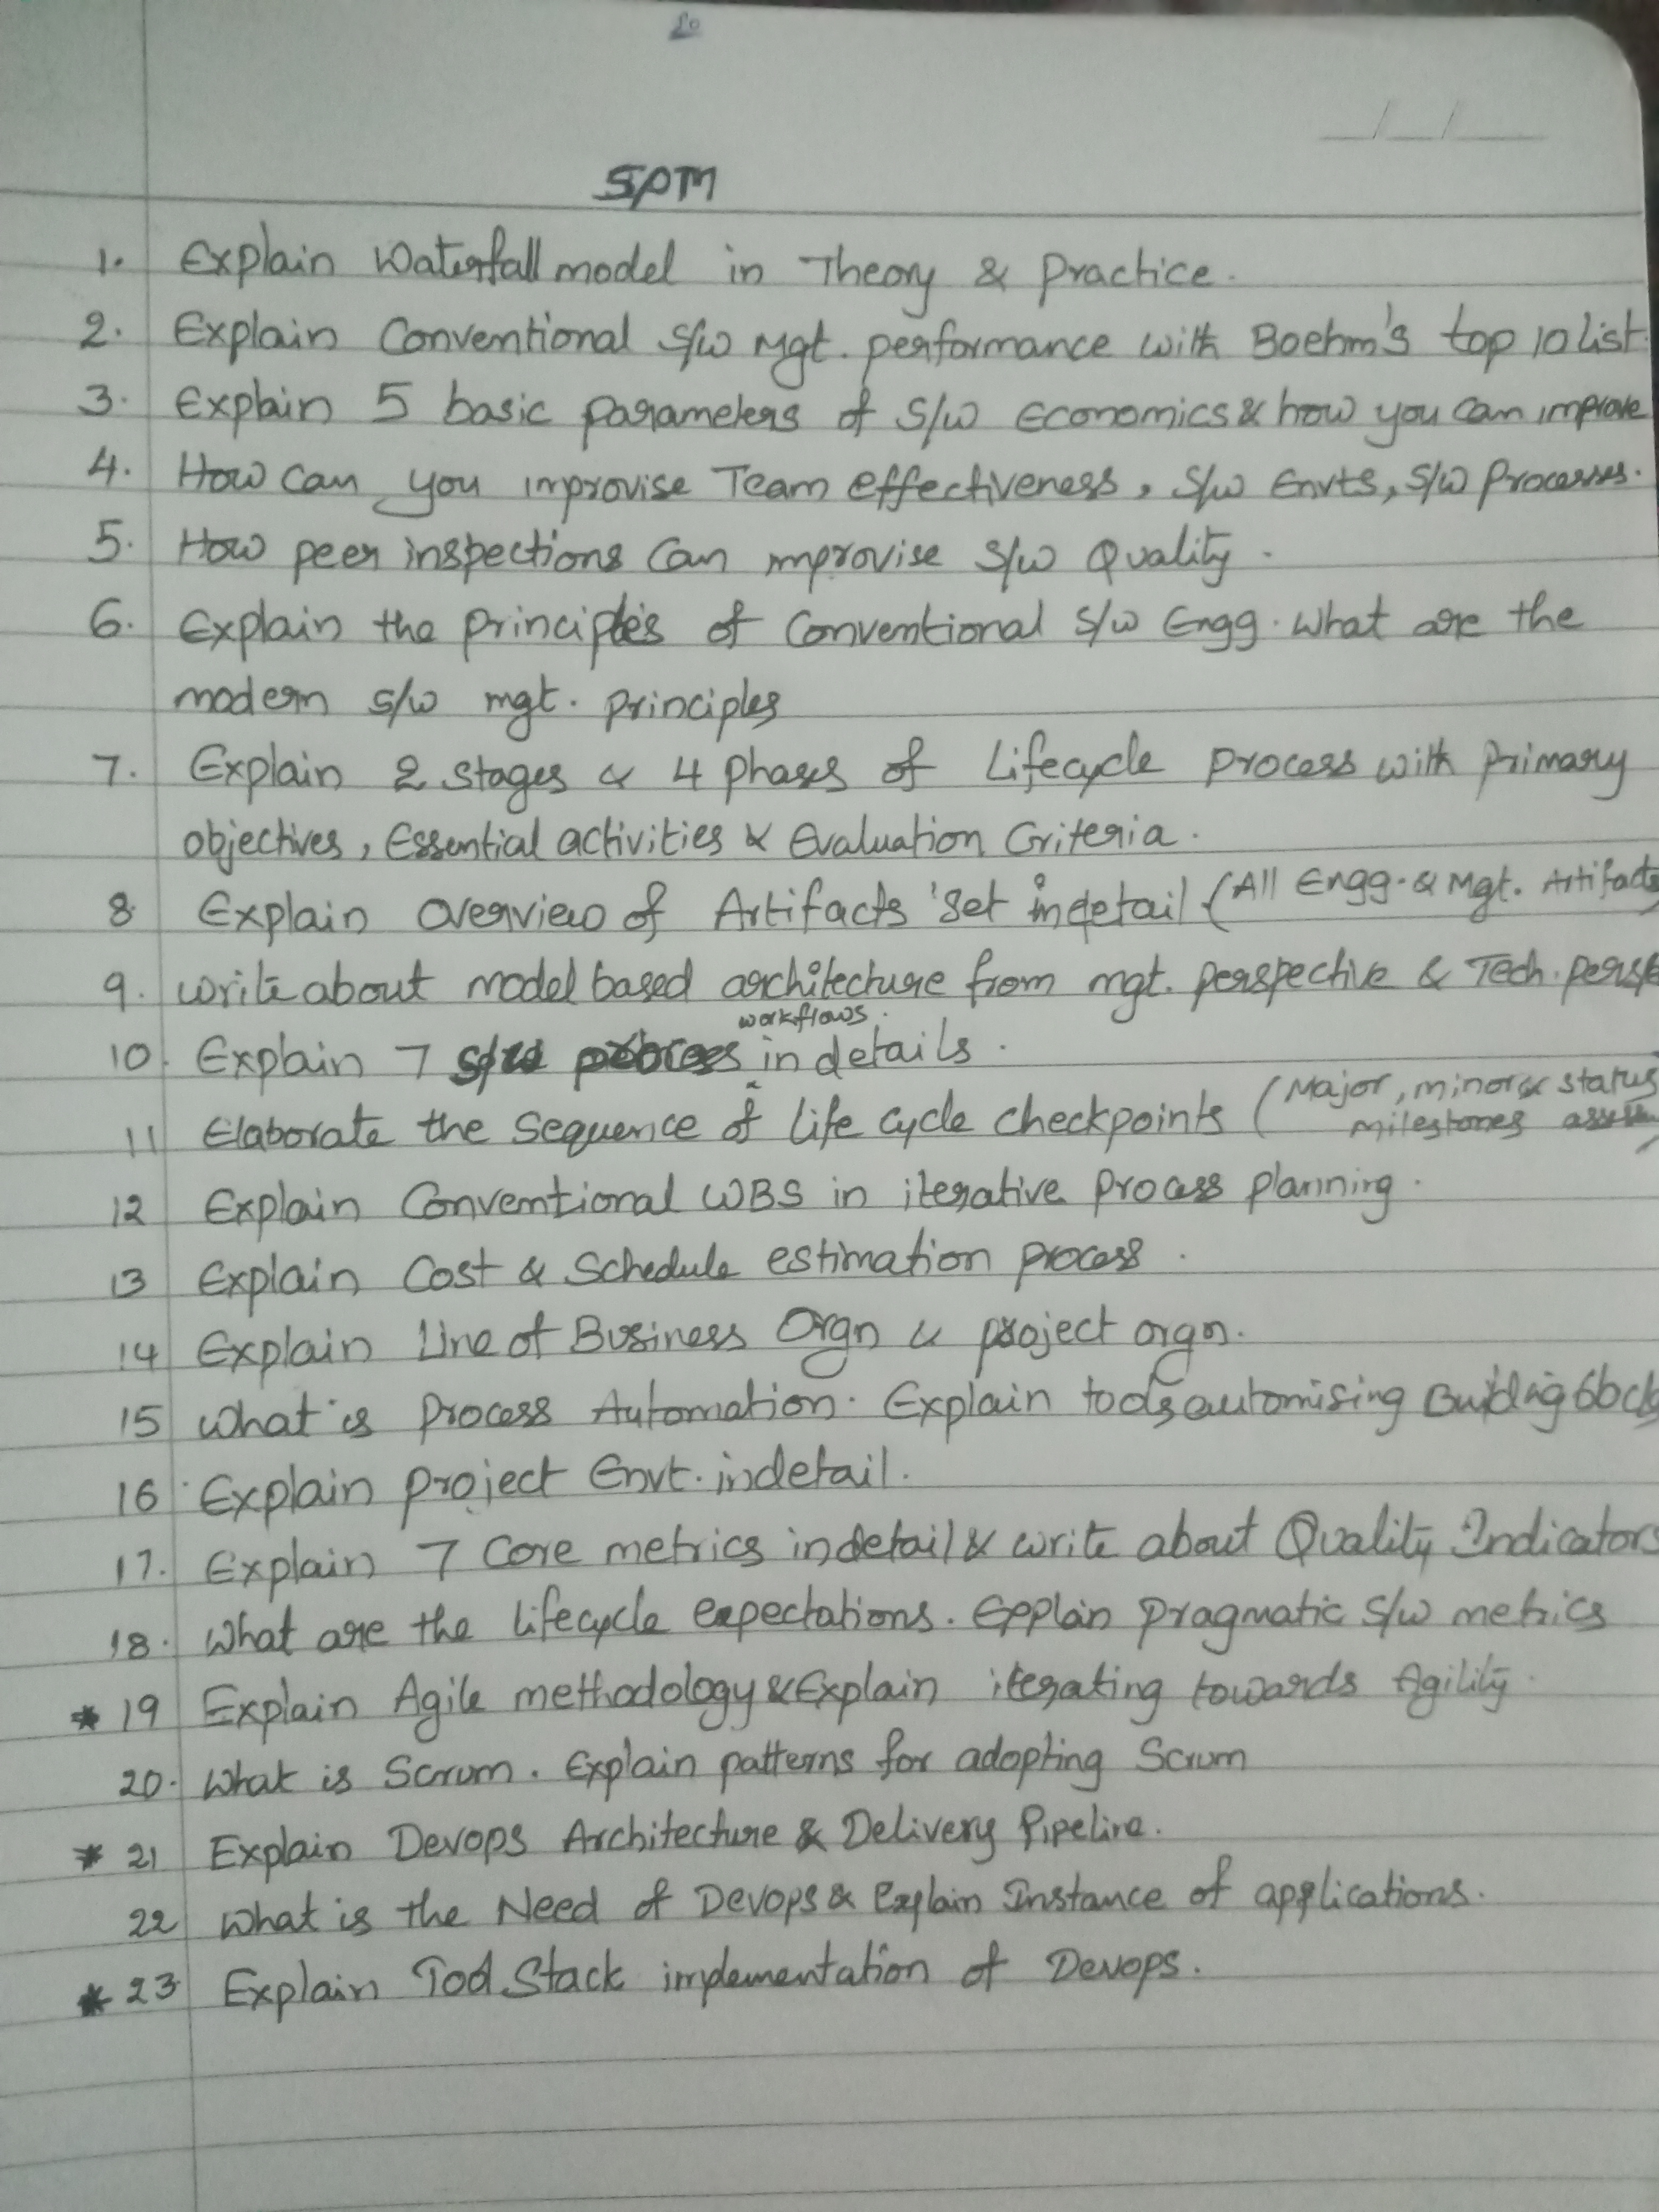 SPM
1. Explain Waterfall model in Theory & Practice.
2. Explain Conventional S/W Mgt. performance with Boehm's top 10 list.
3. Explain 5 basic parameters of S/W Economics & how you can improve
4. How can you improvise Team effectiveness, S/W Envts, S/W Processes.
5. How peer inspections can improvise S/W Quality.
6. Explain the principles of Conventional S/W Engg. What are the
modern S/W mgt. principles
7. Explain 2 stages & 4 phases of Lifecycle process with primary
objectives, Essential activities & Evaluation Criteria.
8 Explain Overview of Artifacts Set indetail (All Engg. & Mgt. Artifacts
9. Write about model based architecture from mgt. perspective & Tech. persp
workflows.
10. Explain 7 in details.
11 Elaborate the Sequence of life cycle checkpoints (Major, minor & status
milestones
12 Explain Conventional WBS in iterative process planning.
13 Explain Cost & Schedule estimation process.
14 Explain Line of Business Orgn & project orgn.
15 What is Process Automation. Explain tools automising Building block
16 Explain project Envt. indetail.
17. Explain 7 Core metrics indetail & write about Quality Indicators
18. What are the lifecycle expectations. Epplain pragmatic S/W metrics
* 19 Explain Agile methodology & Explain iterating towards Agility.
20. What is Scrum. Explain patterns for adopting Scrum
* 21 Explain Devops Architecture & Delivery Pipeline.
22 What is the Need of Devops & Explain Instance of applications.
* 23 Explain Tool Stack implementation of Devops.